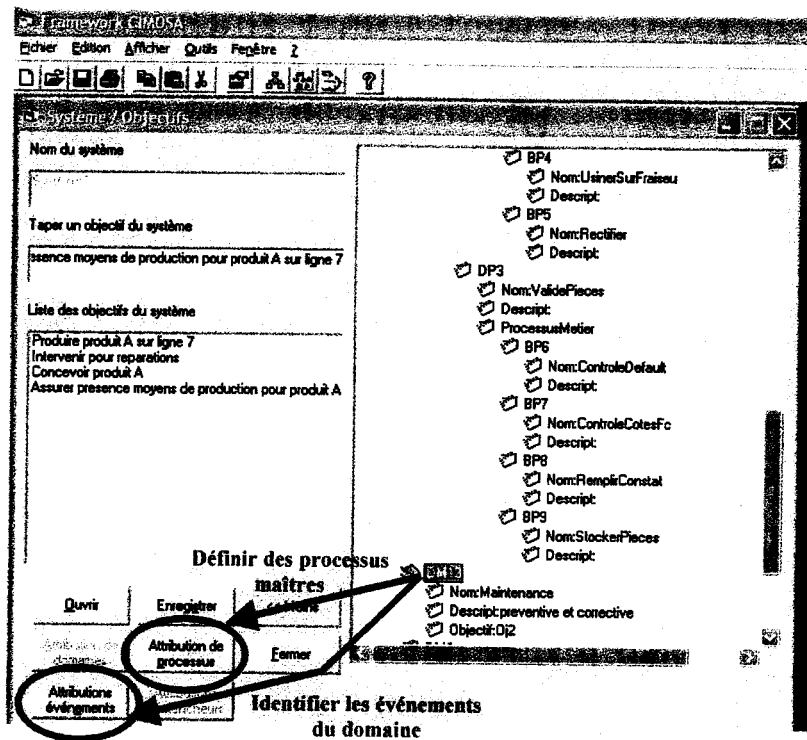 Framework CIMOSA
Fichier Edition Afficher Outils Fenêtre ?
Système / Objectifs
Nom du système
Taper un objectif du système
essence moyens de production pour produit A sur ligne 7
Liste des objectifs du système
Produire produit A sur ligne 7
Intervenir pour reparations
Concevoir produit A
Assurer presence moyens de production pour produit A
BP4
Nom:UsinerSurFraiseu
Descript:
BP5
Nom:Rectifier
Descript:
DP3
Nom:ValidePieces
Descript:
ProcessusMetier
BP6
Nom:ControleDefault
Descript:
BP7
Nom:ControleCotesFc
Descript:
BP8
Nom:RemplirConstat
Descript:
BP9
Nom:StockerPieces
Descript:
Nom:Maintenance
Descript:preventive et corrective
Objectif:Oj2
Définir des processus
maîtres
Ouvrir
Enregistrer
Attribution de
processus
Fermer
Attributions
événements
Identifier les événements
du domaine